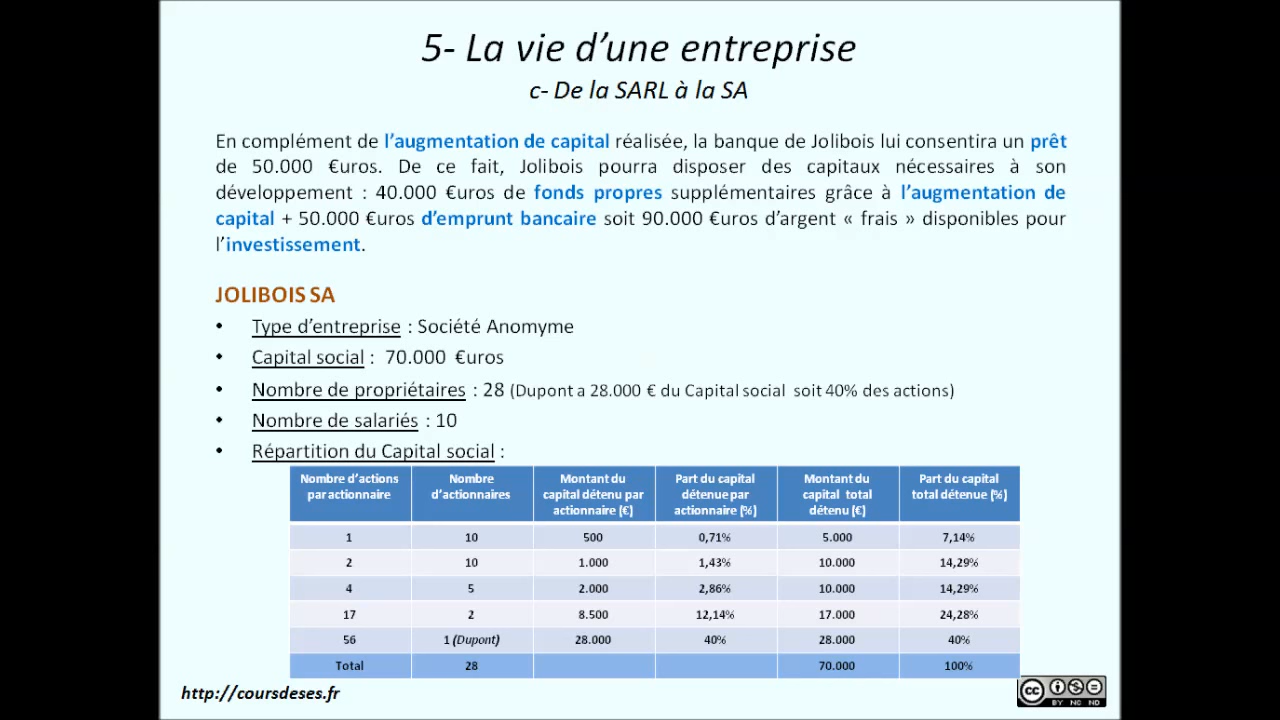 5- La vie d’une entreprise
c- De la SARL à la SA
En complément de l’augmentation de capital réalisée, la banque de Jolibois lui consentira un prêt
de 50.000 €uros. De ce fait, Jolibois pourra disposer des capitaux nécessaires à son
développement : 40.000 €uros de fonds propres supplémentaires grâce à l’augmentation de
capital + 50.000 €uros d’emprunt bancaire soit 90.000 €uros d’argent « frais » disponibles pour
l’investissement.
JOLIBOIS SA
• Type d’entreprise : Société Anomyme
• Capital social : 70.000 €uros
• Nombre de propriétaires : 28 (Dupont a 28.000 € du Capital social soit 40% des actions)
• Nombre de salariés : 10
• Répartition du Capital social :
Nombre d’actions par actionnaire | Nombre d’actionnaires | Montant du capital détenu par actionnaire (€) | Part du capital détenue par actionnaire (%) | Montant du capital total détenu (€) | Part du capital total détenue (%)
1 | 10 | 500 | 0,71% | 5.000 | 7,14%
2 | 10 | 1.000 | 1,43% | 10.000 | 14,29%
4 | 5 | 2.000 | 2,86% | 10.000 | 14,29%
17 | 2 | 8.500 | 12,14% | 17.000 | 24,28%
56 | 1 (Dupont) | 28.000 | 40% | 28.000 | 40%
Total | 28 | | | 70.000 | 100%
http://coursdeses.fr
cc BY NC ND